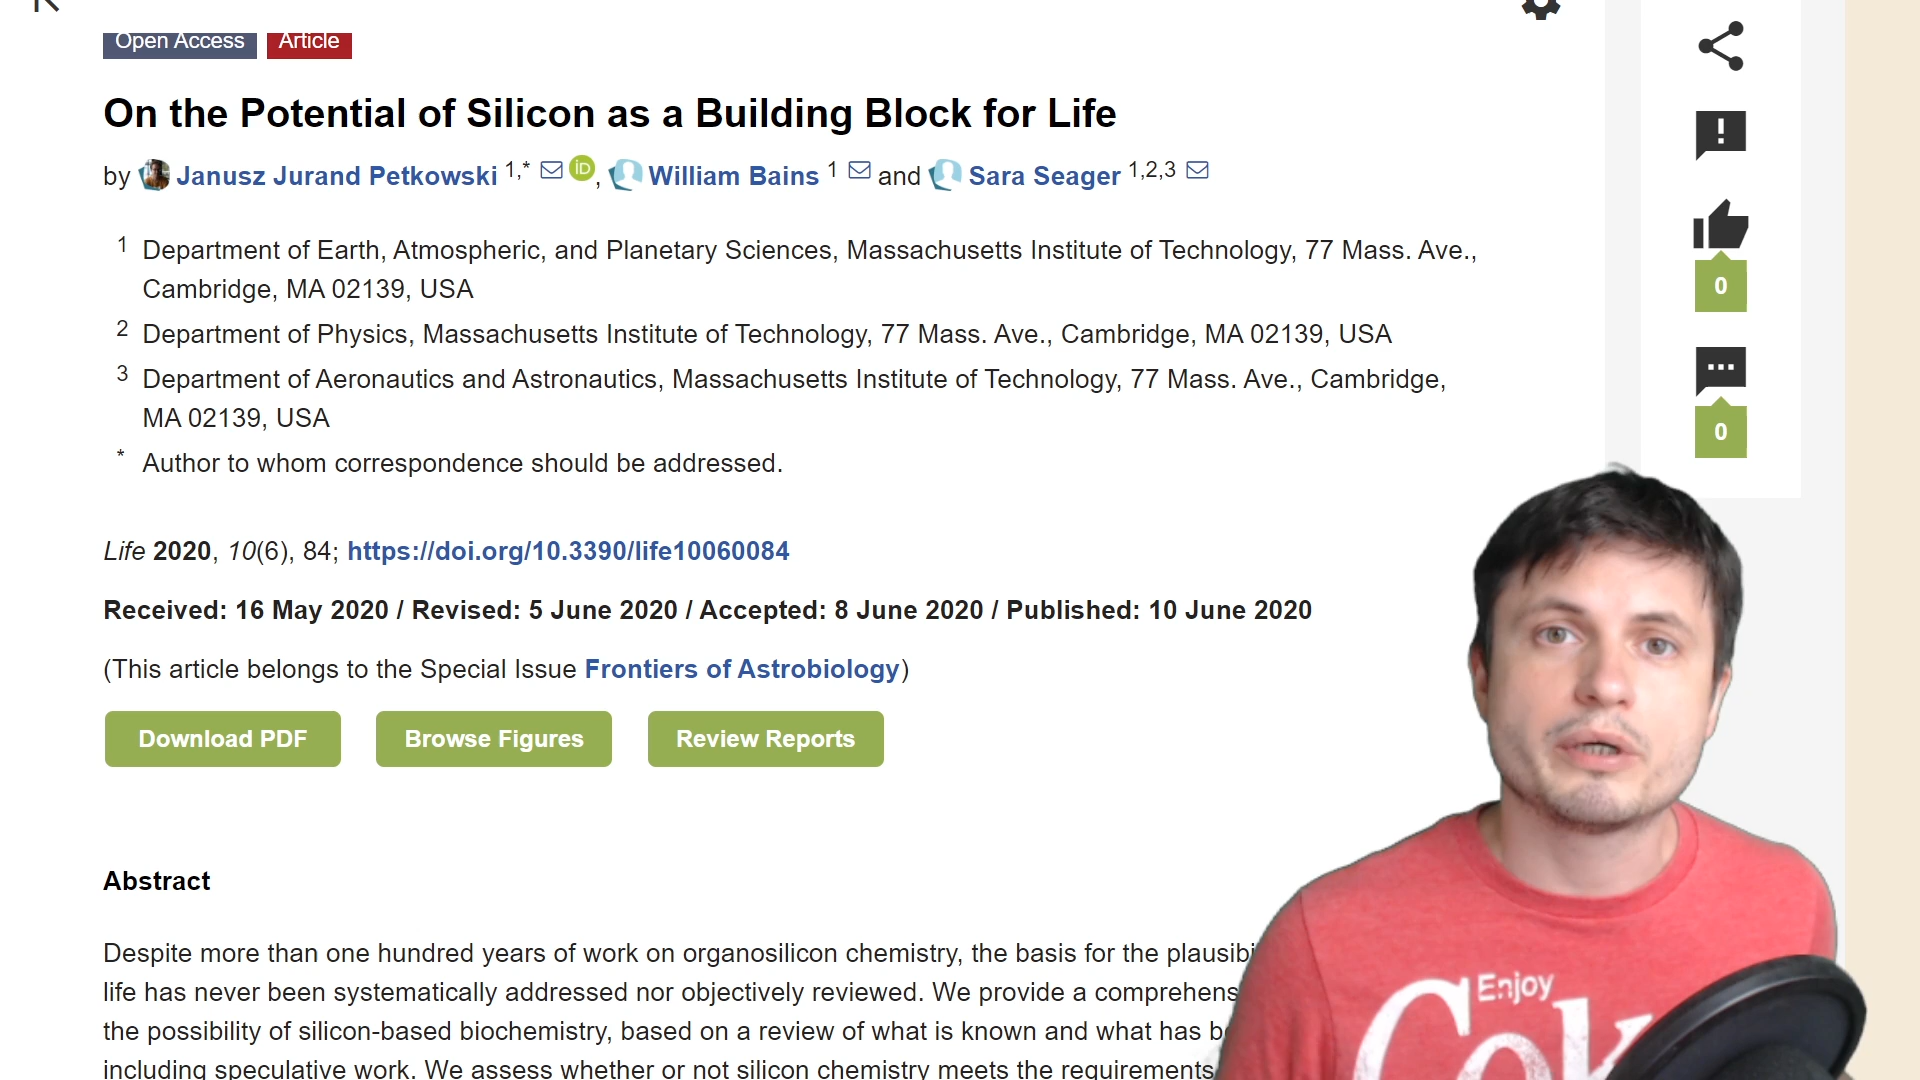 Open Access Article
On the Potential of Silicon as a Building Block for Life
by Janusz Jurand Petkowski 1,* iD, William Bains 1 and Sara Seager 1,2,3
1 Department of Earth, Atmospheric, and Planetary Sciences, Massachusetts Institute of Technology, 77 Mass. Ave.,
Cambridge, MA 02139, USA
2 Department of Physics, Massachusetts Institute of Technology, 77 Mass. Ave., Cambridge, MA 02139, USA
3 Department of Aeronautics and Astronautics, Massachusetts Institute of Technology, 77 Mass. Ave., Cambridge,
MA 02139, USA
* Author to whom correspondence should be addressed.
Life 2020, 10(6), 84; https://doi.org/10.3390/life10060084
Received: 16 May 2020 / Revised: 5 June 2020 / Accepted: 8 June 2020 / Published: 10 June 2020
(This article belongs to the Special Issue Frontiers of Astrobiology)
Download PDF Browse Figures Review Reports
Abstract
Despite more than one hundred years of work on organosilicon chemistry, the basis for the
life has never been systematically addressed nor objectively reviewed. We provide a
the possibility of silicon-based biochemistry, based on a review of what is known and what has
including speculative work. We assess whether or not silicon chemistry meets the requirements
0
0
Enjoy